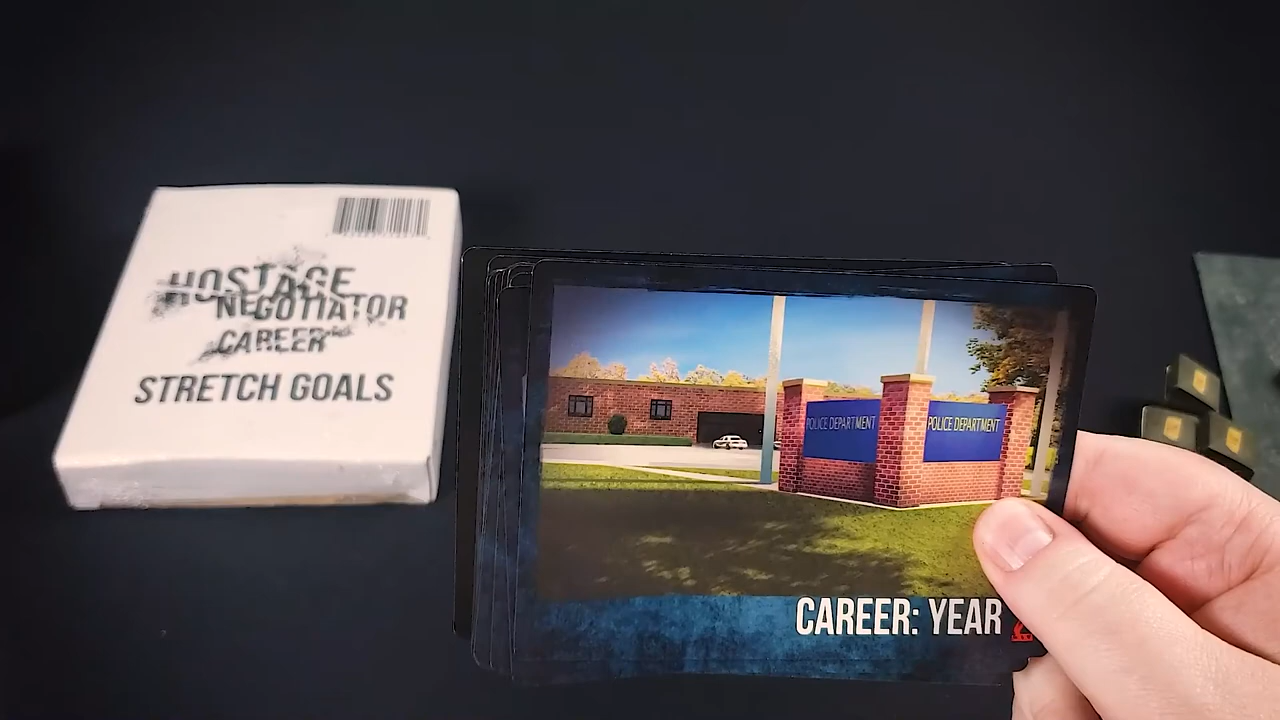 HOSTAGE
NEGOTIATOR
CAREER
STRETCH GOALS
POLICE DEPARTMENT
POLICE DEPARTMENT
CAREER: YEAR